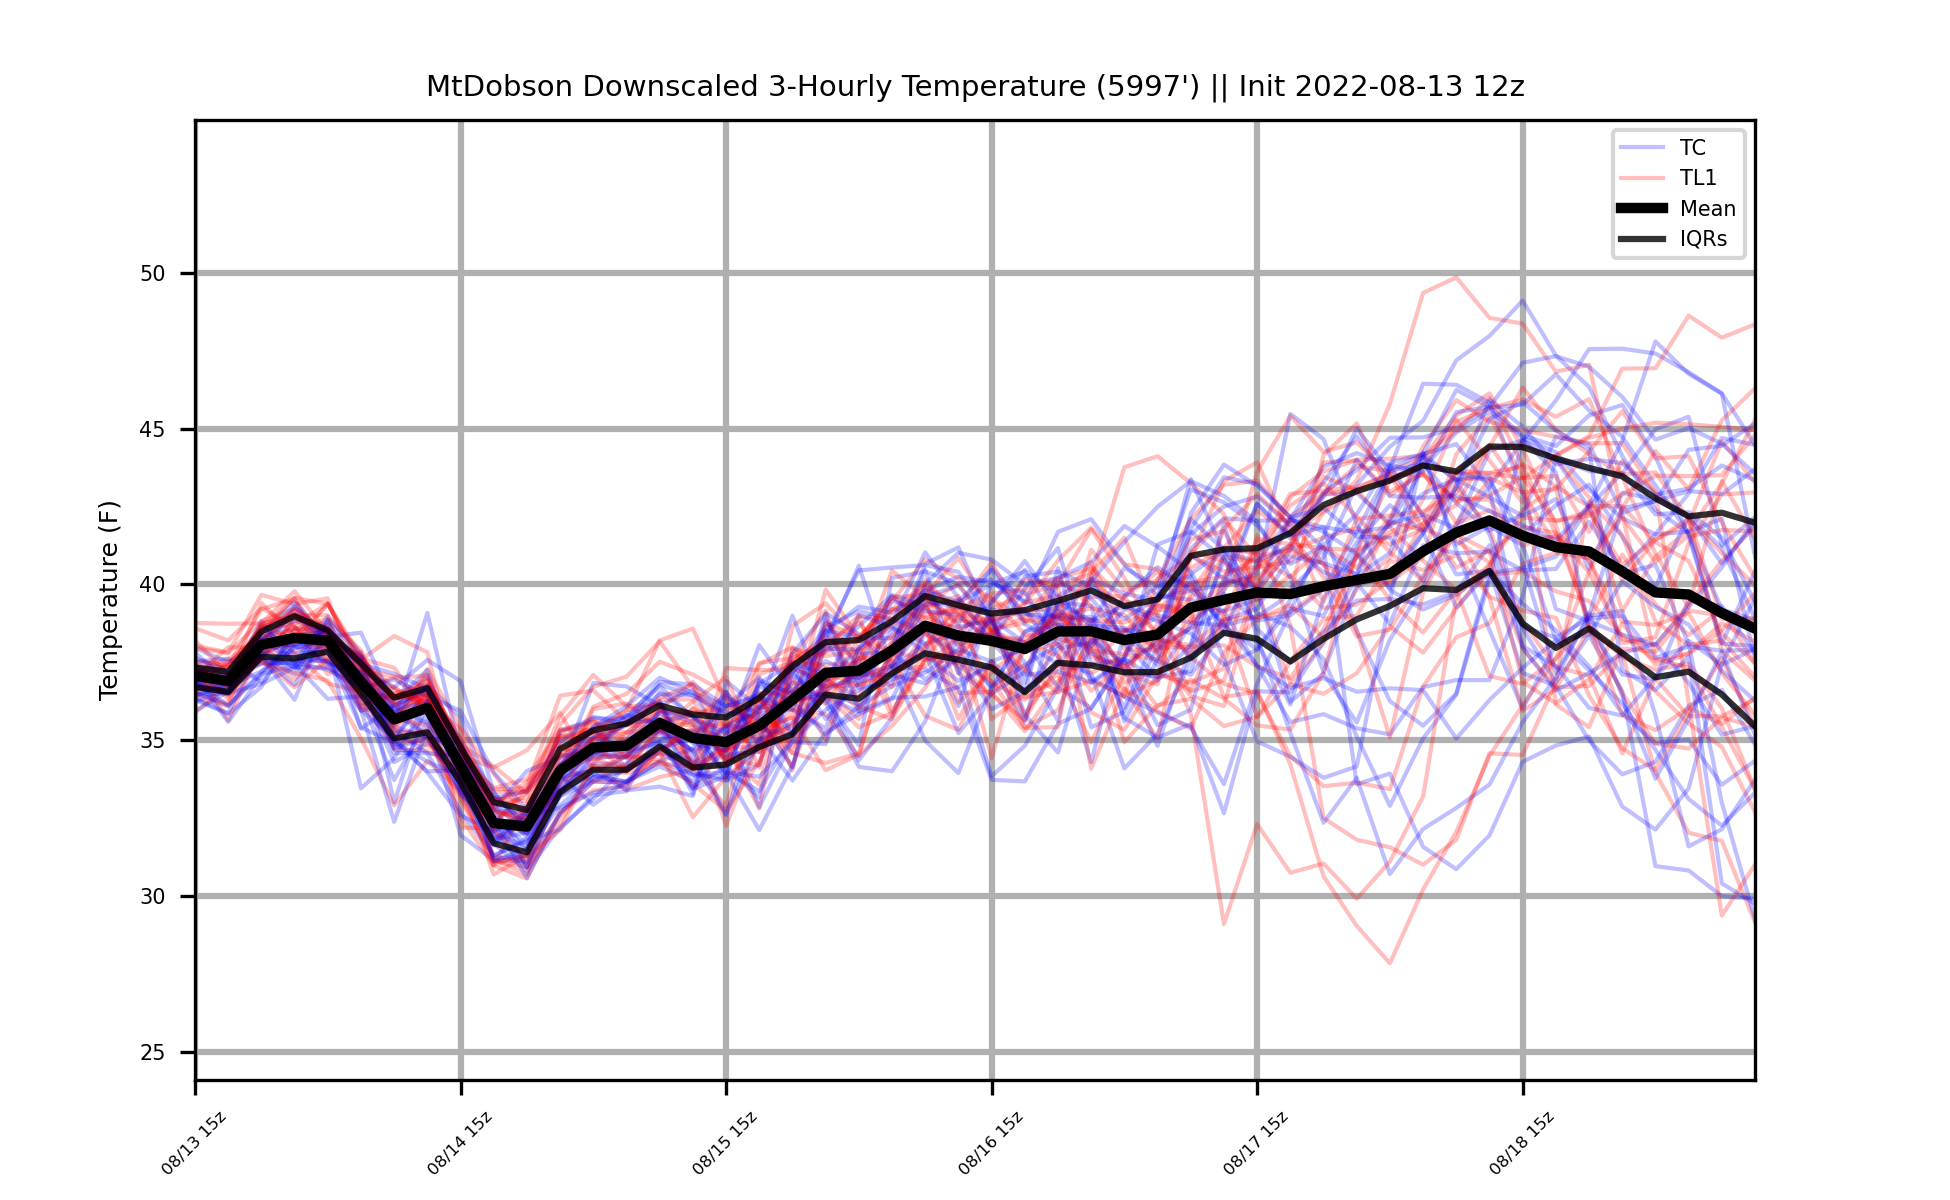 MtDobson Downscaled 3-Hourly Temperature (5997') || Init 2022-08-13 12z
TC
TL1
Mean
IQRs
Temperature (F)
50
45
40
35
30
25
08/13 15z
08/14 15z
08/15 15z
08/16 15z
08/17 15z
08/18 15z